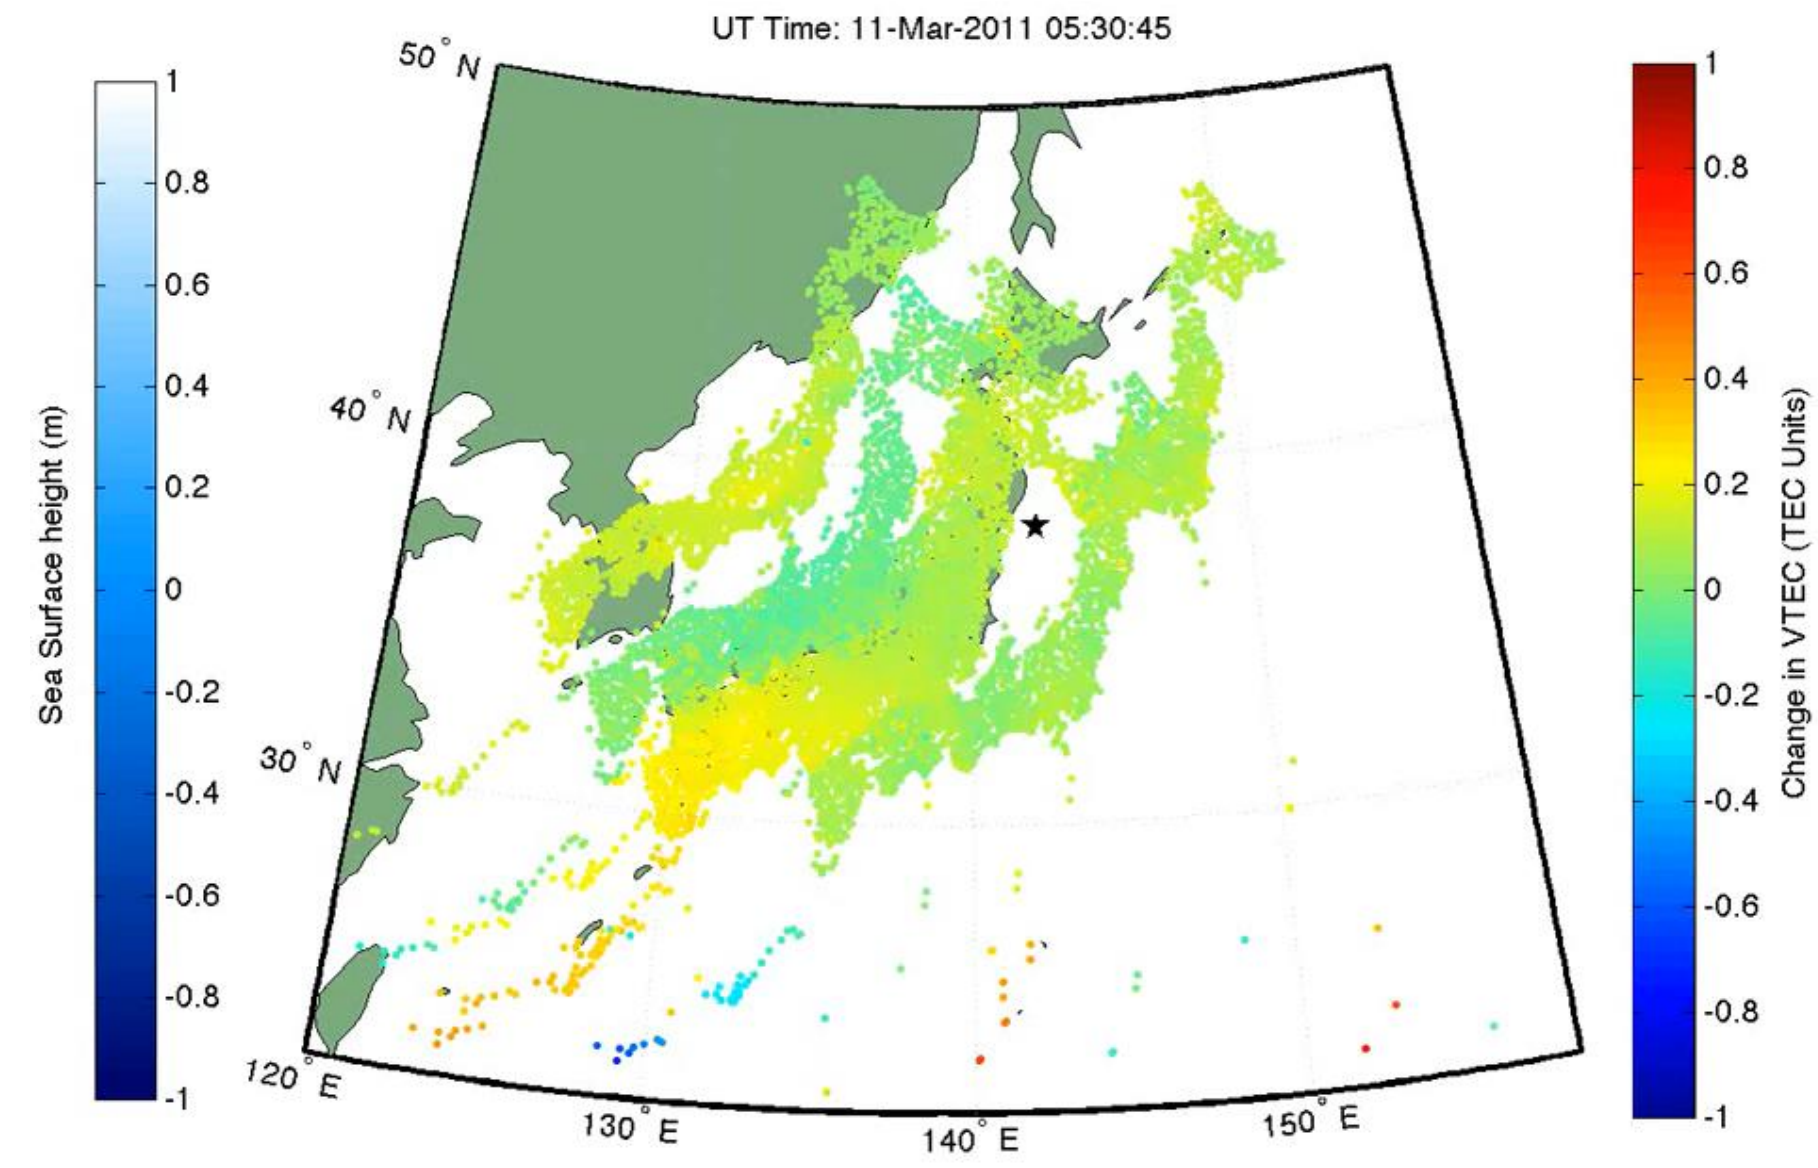 UT Time: 11-Mar-2011 05:30:45
50° N
40° N
30° N
120° E
130° E
140° E
150° E
Sea Surface height (m)
1
0.8
0.6
0.4
0.2
0
-0.2
-0.4
-0.6
-0.8
-1
Change in VTEC (TEC Units)
1
0.8
0.6
0.4
0.2
0
-0.2
-0.4
-0.6
-0.8
-1